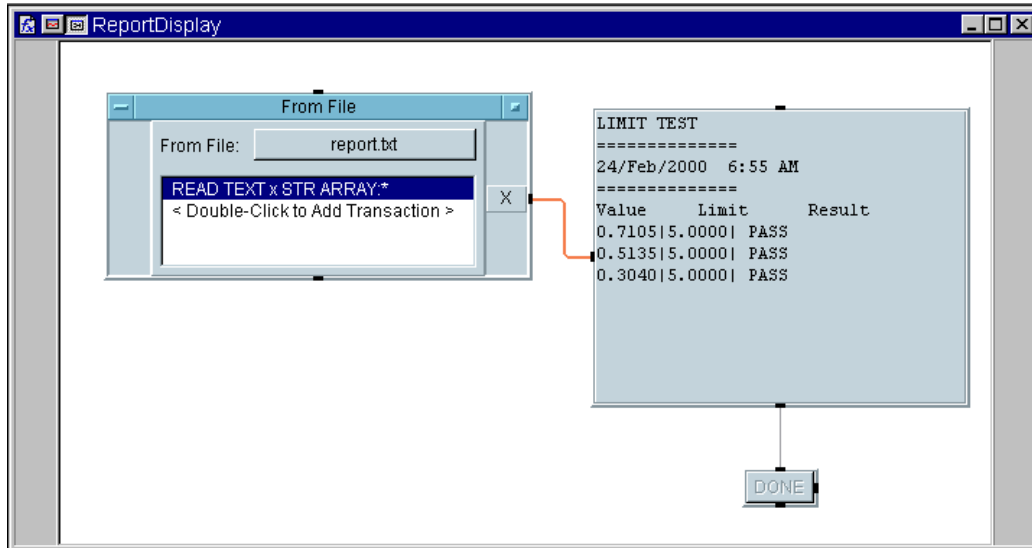 ReportDisplay
From File
From File: report.txt
READ TEXT x STR ARRAY:*
< Double-Click to Add Transaction >
X
LIMIT TEST
==============
24/Feb/2000  6:55 AM
==============
Value     Limit      Result
0.7105|5.0000| PASS
0.5135|5.0000| PASS
0.3040|5.0000| PASS
DONE